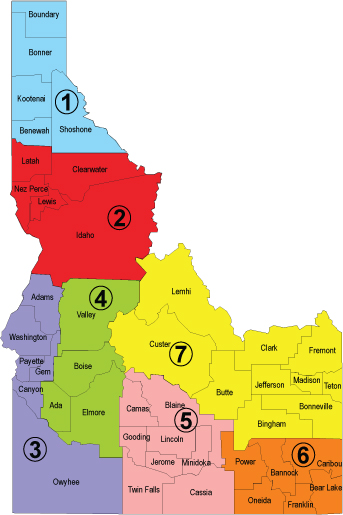 Boundary
Bonner
Kootenai
1
Benewah
Shoshone
Latah
Clearwater
Nez Perce
Lewis
2
Idaho
Lemhi
Adams
4
Valley
Washington
Custer
Clark
Fremont
7
Payette
Gem
Boise
Madison
Teton
Jefferson
Canyon
Butte
Ada
Elmore
Camas
Blaine
Bonneville
5
Bingham
Gooding
Lincoln
3
6
Jerome
Minidoka
Power
Bannock
Caribou
Owyhee
Twin Falls
Cassia
Oneida
Bear Lake
Franklin